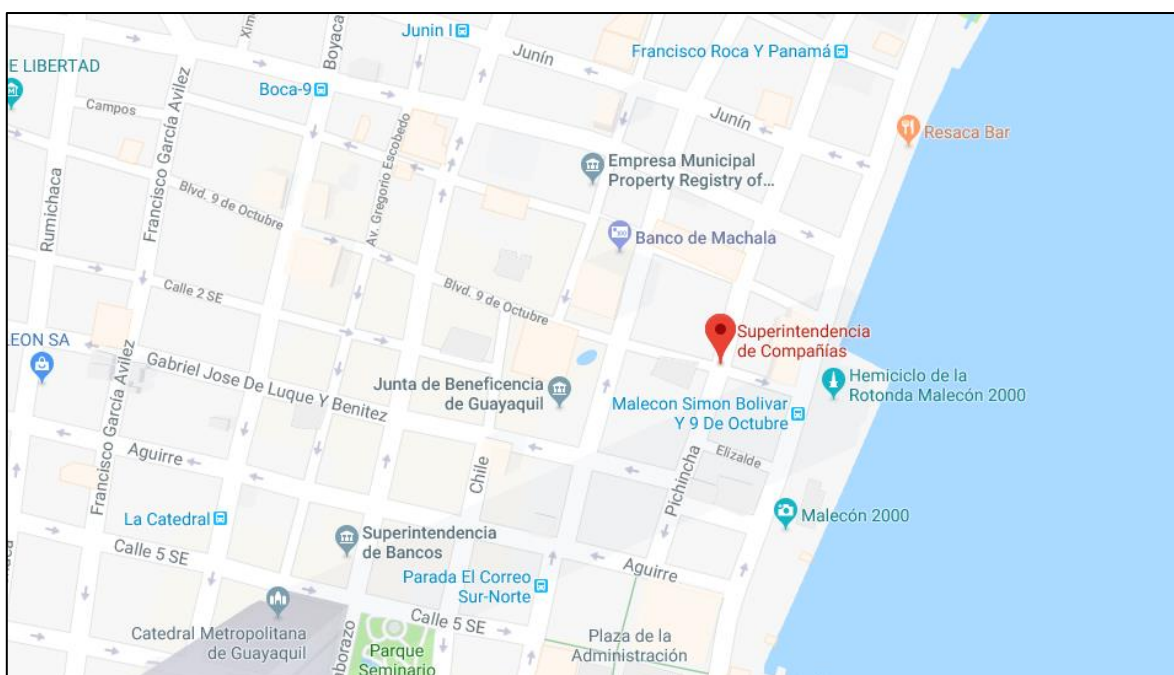 Xim
Boyaca
Junin I
Junín
Francisco Roca Y Panamá
E LIBERTAD
Boca-9
Campos
Francisco García Avilez
Av. Gregorio Escobedo
Junín
Resaca Bar
Empresa Municipal
Property Registry of...
Rumichaca
Blvd. 9 de Octubre
Banco de Machala
Calle 2 SE
Blvd. 9 de Octubre
Superintendencia
de Compañías
LEON SA
Gabriel Jose De Luque Y Benitez
Junta de Beneficencia
de Guayaquil
Hemiciclo de la
Rotonda Malecón 2000
Malecon Simon Bolivar
Y 9 De Octubre
Francisco García Avilez
Aguirre
Chile
Pichincha
Elizalde
La Catedral
Malecón 2000
Superintendencia
de Bancos
Calle 5 SE
Parada El Correo
Sur-Norte
Aguirre
Catedral Metropolitana
de Guayaquil
Calle 5 SE
Parque
Seminario
Plaza de la
Administración